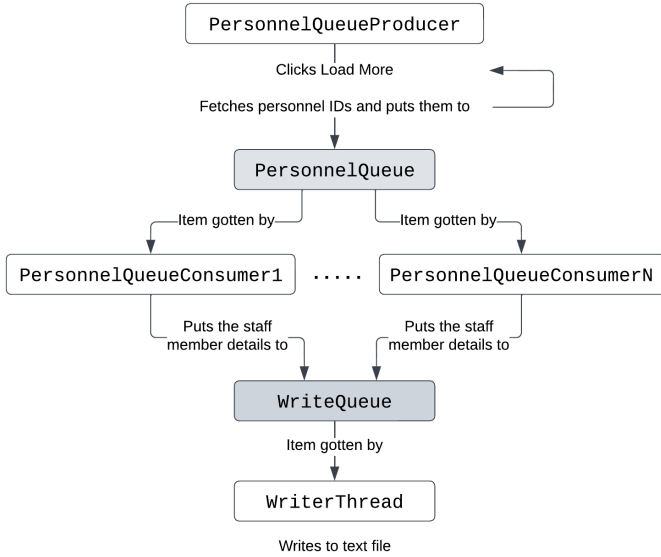 PersonnelQueueProducer
Clicks Load More
Fetches personnel IDs and puts them to
PersonnelQueue
Item gotten by
Item gotten by
PersonnelQueueConsumer1
.....
PersonnelQueueConsumerN
Puts the staff
member details to
Puts the staff
member details to
WriteQueue
Item gotten by
WriterThread
Writes to text file